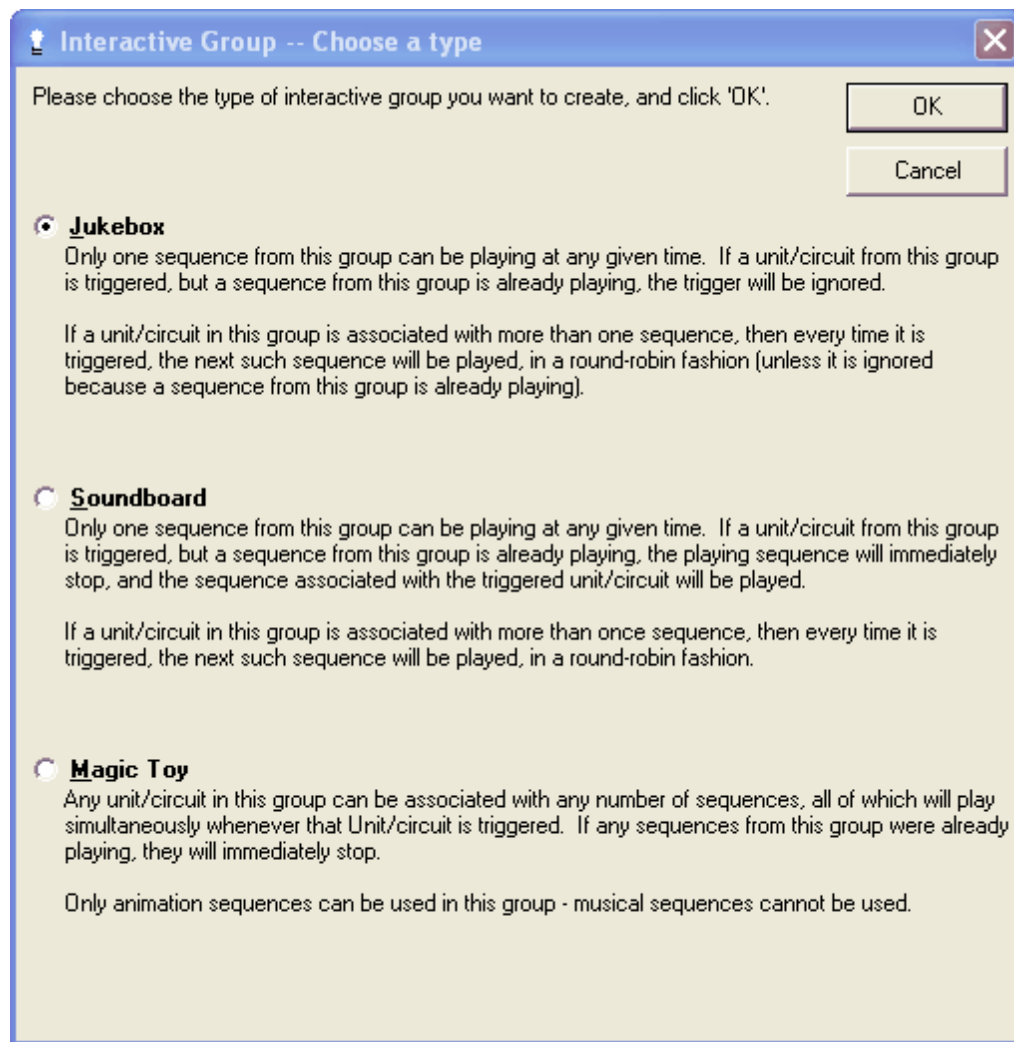 Interactive Group -- Choose a type
Please choose the type of interactive group you want to create, and click 'OK'.
OK
Cancel
Jukebox
Only one sequence from this group can be playing at any given time.  If a unit/circuit from this group
is triggered, but a sequence from this group is already playing, the trigger will be ignored.
If a unit/circuit in this group is associated with more than one sequence, then every time it is
triggered, the next such sequence will be played, in a round-robin fashion (unless it is ignored
because a sequence from this group is already playing).
Soundboard
Only one sequence from this group can be playing at any given time.  If a unit/circuit from this group
is triggered, but a sequence from this group is already playing, the playing sequence will immediately
stop, and the sequence associated with the triggered unit/circuit will be played.
If a unit/circuit in this group is associated with more than once sequence, then every time it is
triggered, the next such sequence will be played, in a round-robin fashion.
Magic Toy
Any unit/circuit in this group can be associated with any number of sequences, all of which will play
simultaneously whenever that Unit/circuit is triggered.  If any sequences from this group were already
playing, they will immediately stop.
Only animation sequences can be used in this group - musical sequences cannot be used.